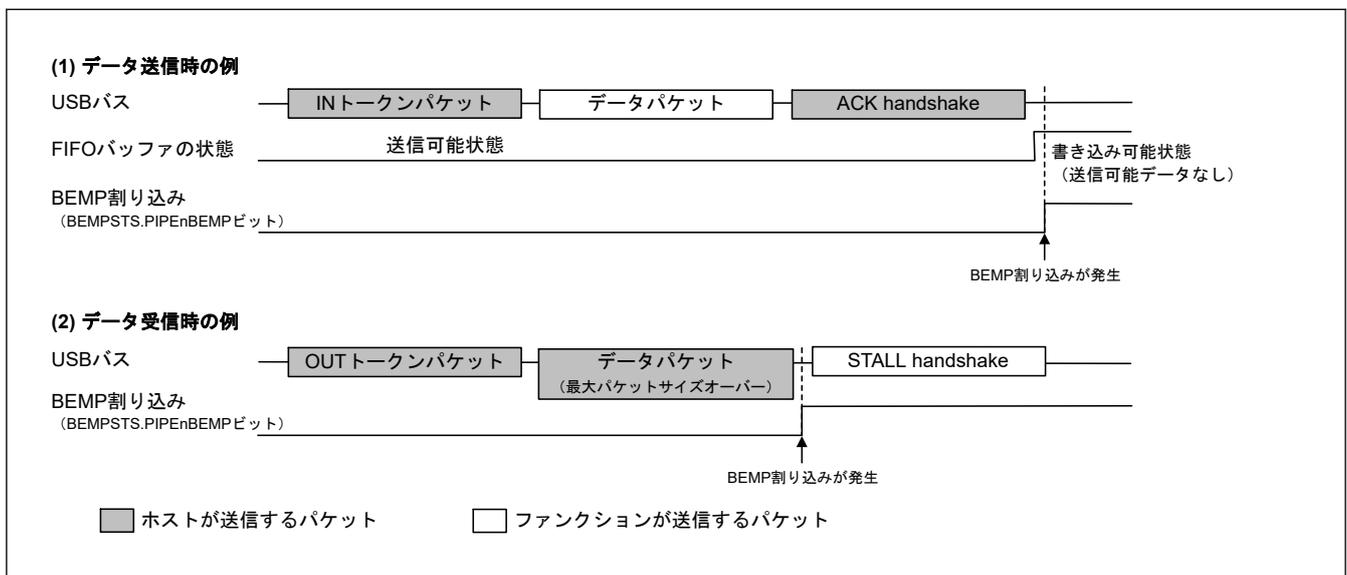 (1) データ送信時の例
USBバス
INトークンパケット
データパケット
ACK handshake
FIFOバッファの状態
送信可能状態
書き込み可能状態
（送信可能データなし）
BEMP割り込み
（BEMPSTS.PIPEnBEMPビット）
BEMP割り込みが発生
(2) データ受信時の例
USBバス
OUTトークンパケット
データパケット
（最大パケットサイズオーバー）
STALL handshake
BEMP割り込み
（BEMPSTS.PIPEnBEMPビット）
BEMP割り込みが発生
ホストが送信するパケット
ファンクションが送信するパケット